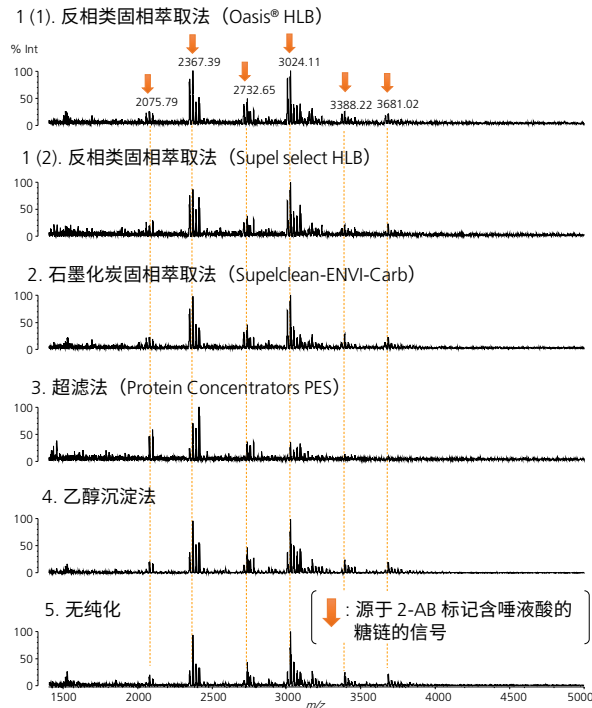 1 (1). 反相类固相萃取法（Oasis® HLB）
% Int
2367.39
3024.11
100
2075.79
2732.65
3388.22
3681.02
50
0
1 (2). 反相类固相萃取法（Supel select HLB）
100
50
0
2. 石墨化炭固相萃取法（Supelclean-ENVI-Carb）
100
50
0
3. 超滤法（Protein Concentrators PES）
100
50
0
4. 乙醇沉淀法
100
50
0
5. 无纯化
: 源于 2-AB 标记含唾液酸的
糖链的信号
100
50
0
1500 2000 2500 3000 3500 4000 4500 5000
m/z